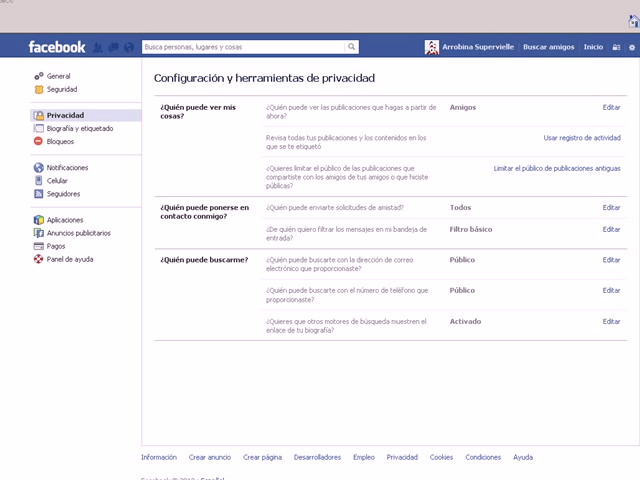 facebook
Busca personas, lugares y cosas
Arrobina Supervielle
Buscar amigos
Inicio
General
Seguridad
Privacidad
Biografía y etiquetado
Bloqueos
Notificaciones
Celular
Seguidores
Aplicaciones
Anuncios publicitarios
Pagos
Panel de ayuda
Configuración y herramientas de privacidad
¿Quién puede ver mis
cosas?
¿Quién puede ver las publicaciones que hagas a partir de
ahora?
Amigos
Editar
Revisa todas tus publicaciones y los contenidos en los
que se te etiquetó
Usar registro de actividad
¿Quieres limitar el público de las publicaciones que
compartiste con los amigos de tus amigos o que hiciste
públicas?
Limitar el público de publicaciones antiguas
¿Quién puede ponerse en
contacto conmigo?
¿Quién puede enviarte solicitudes de amistad?
Todos
Editar
¿De quién quiero filtrar los mensajes en mi bandeja de
entrada?
Filtro básico
Editar
¿Quién puede buscarme?
¿Quién puede buscarte con la dirección de correo
electrónico que proporcionaste?
Público
Editar
¿Quién puede buscarte con el número de teléfono que
proporcionaste?
Público
Editar
¿Quieres que otros motores de búsqueda muestren el
enlace de tu biografía?
Activado
Editar
Información
Crear anuncio
Crear página
Desarrolladores
Empleo
Privacidad
Cookies
Condiciones
Ayuda